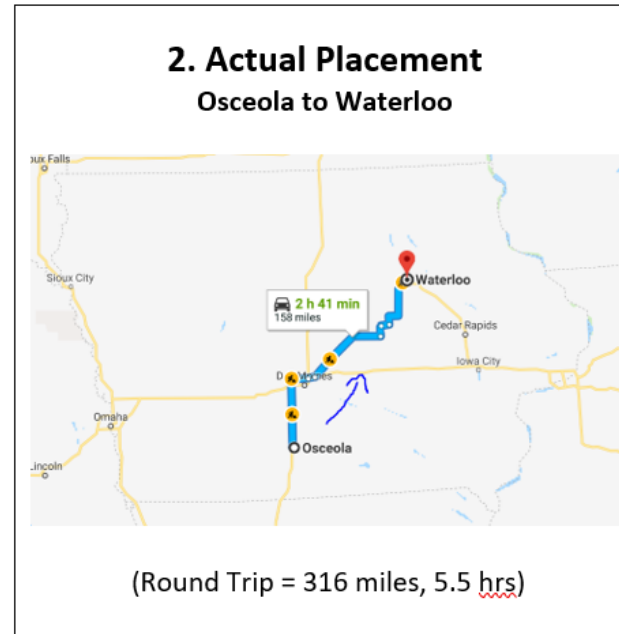 2. Actual Placement
Osceola to Waterloo
oux Falls
Sioux City
Waterloo
2 h 41 min
158 miles
Cedar Rapids
Iowa City
Omaha
Osceola
Lincoln
(Round Trip = 316 miles, 5.5 hrs)